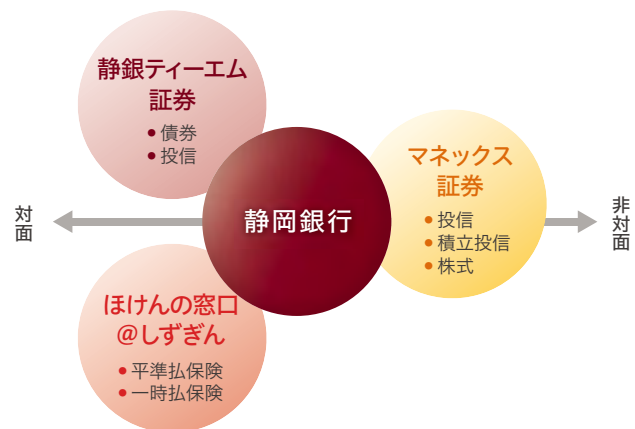 静銀ティーエム
証券
• 債券
• 投信
対面
静岡銀行
マネックス
証券
• 投信
• 積立投信
• 株式
非対面
ほけんの窓口
@しずぎん
• 平準払保険
• 一時払保険